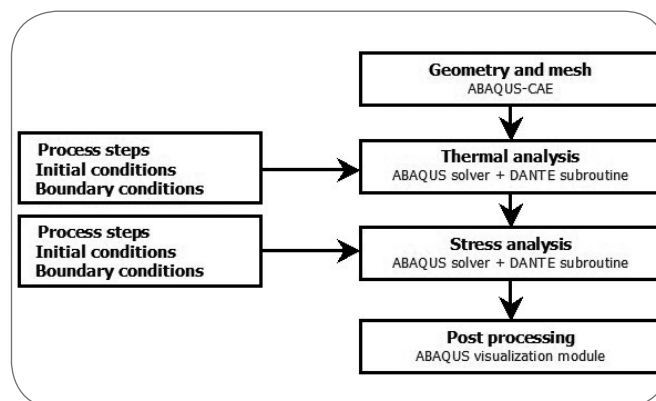 Geometry and mesh
ABAQUS-CAE
Process steps
Initial conditions
Boundary conditions
Thermal analysis
ABAQUS solver + DANTE subroutine
Process steps
Initial conditions
Boundary conditions
Stress analysis
ABAQUS solver + DANTE subroutine
Post processing
ABAQUS visualization module